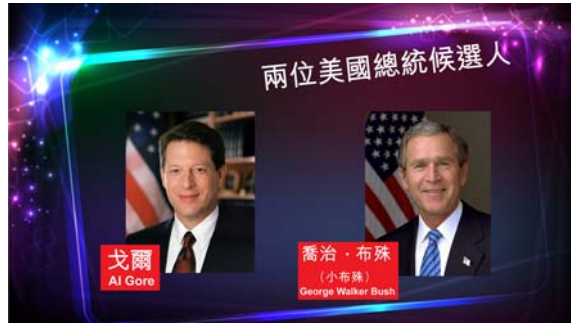 兩位美國總統候選人
戈爾
Al Gore
喬治．布殊
（小布殊）
George Walker Bush